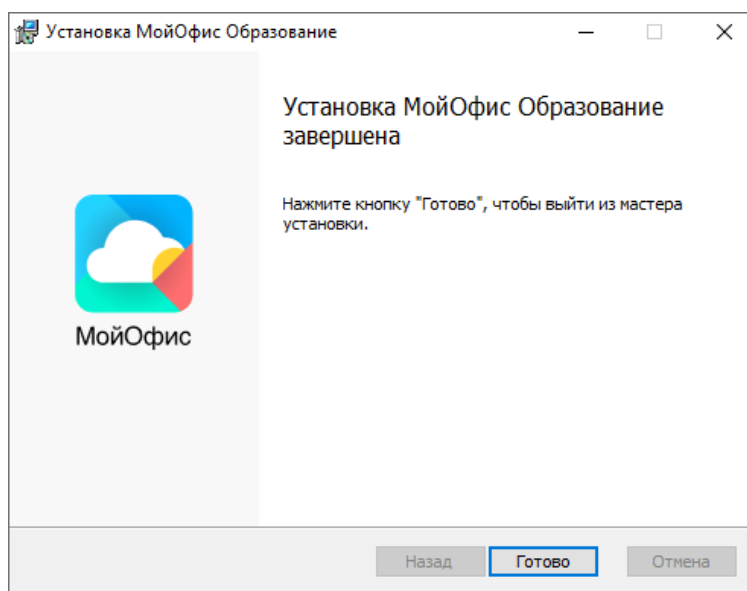 Установка МойОфис Образование
Установка МойОфис Образование
завершена
Нажмите кнопку "Готово", чтобы выйти из мастера
установки.
МойОфис
Назад
Готово
Отмена